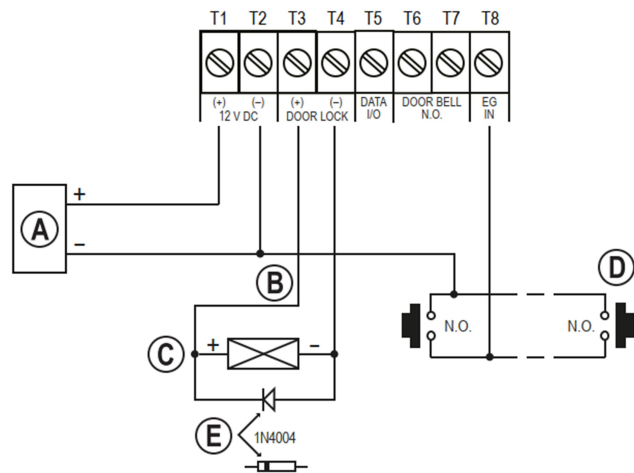 T1 T2 T3 T4 T5 T6 T7 T8
(+) (–) (+) (–) DATA DOOR BELL EG
12 V DC DOOR LOCK I/O N.O. IN
+
A
–
B
D
N.O. N.O.
C + –
E 1N4004